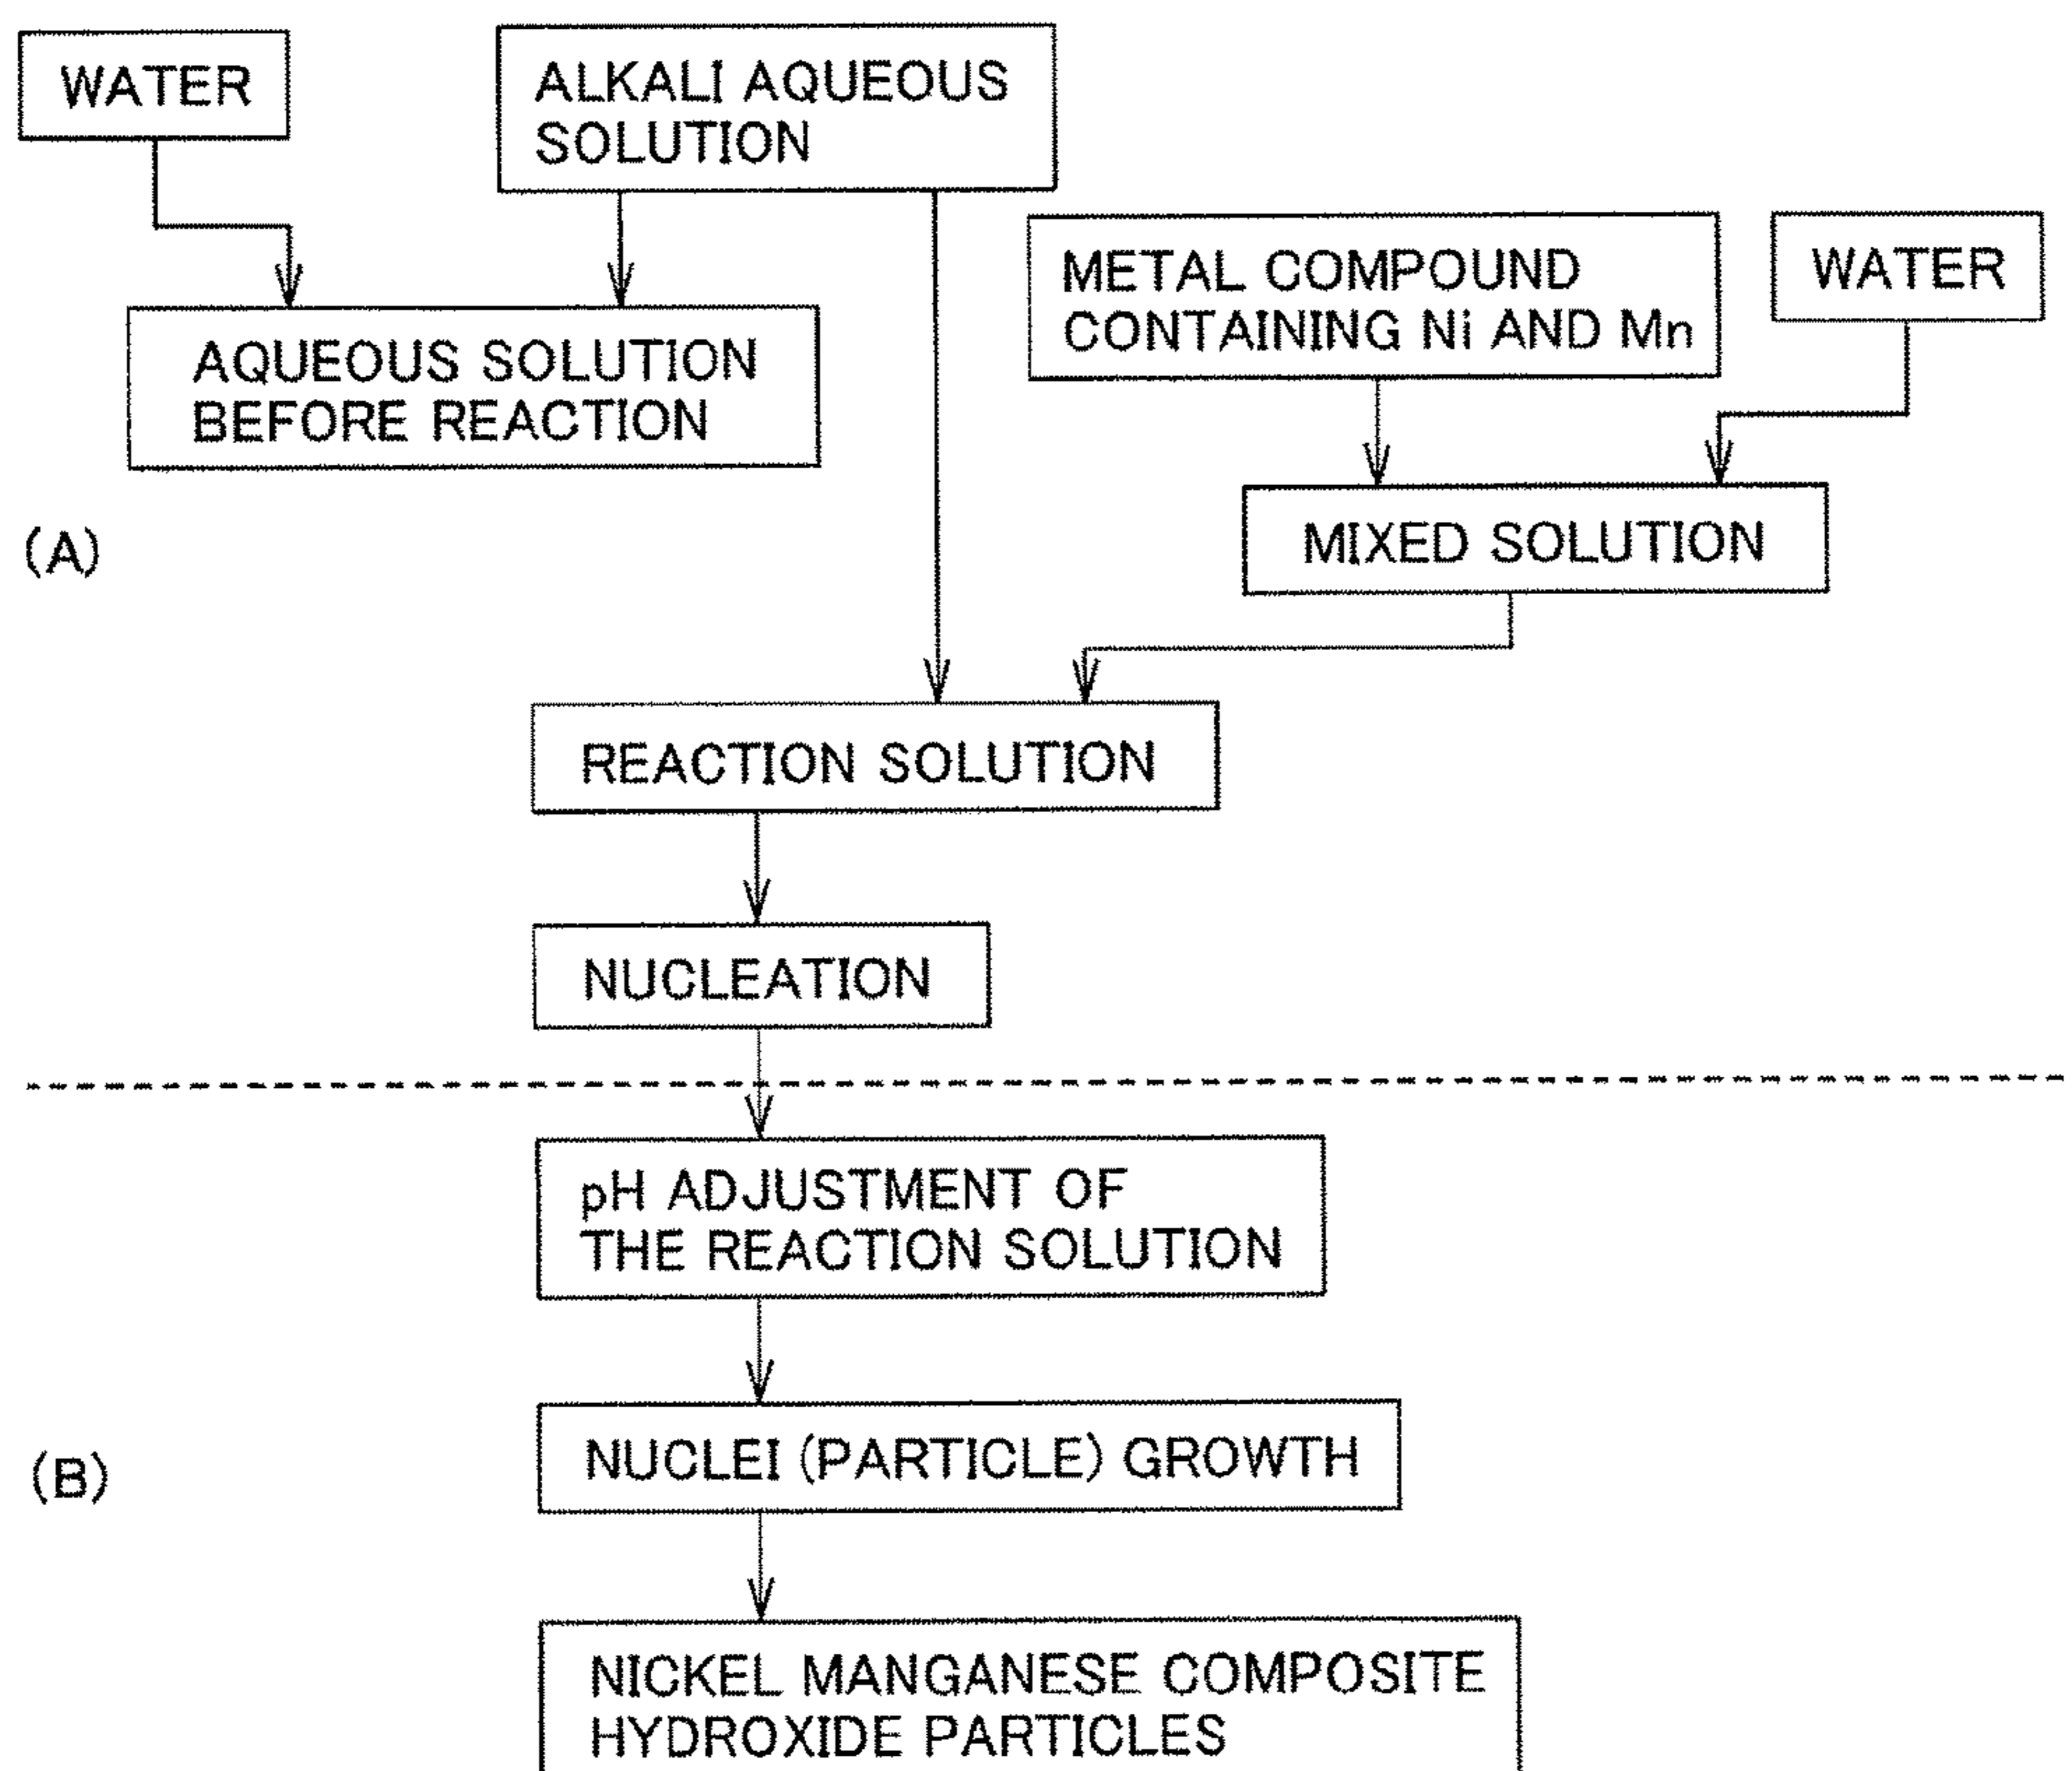 WATER
ALKALI AQUEOUS
SOLUTION
METAL COMPOUND
CONTAINING Ni AND Mn
WATER
AQUEOUS SOLUTION
BEFORE REACTION
(A)
MIXED SOLUTION
REACTION SOLUTION
NUCLEATION
pH ADJUSTMENT OF
THE REACTION SOLUTION
(B)
NUCLEI (PARTICLE) GROWTH
NICKEL MANGANESE COMPOSITE
HYDROXIDE PARTICLES